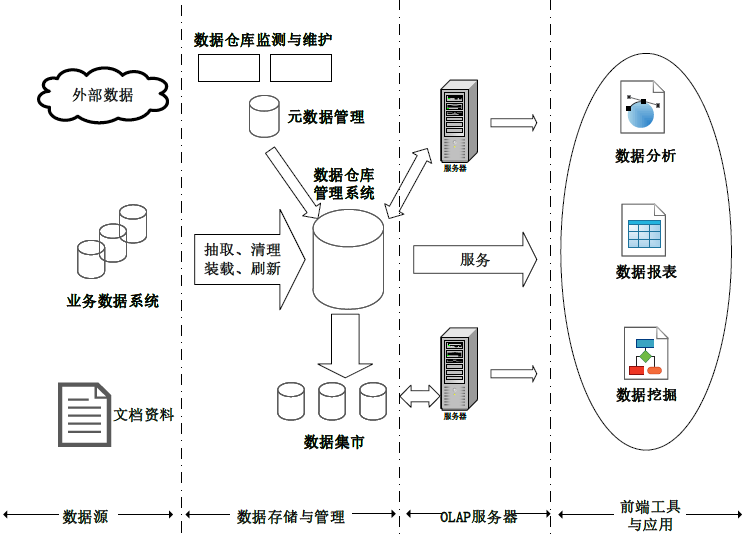 数据仓库监测与维护
外部数据
元数据管理
数据仓库
管理系统
服务器
数据分析
抽取、清理
装载、刷新
服务
业务数据系统
数据报表
文档资料
数据集市
服务器
数据挖掘
数据源
数据存储与管理
OLAP服务器
前端工具
与应用